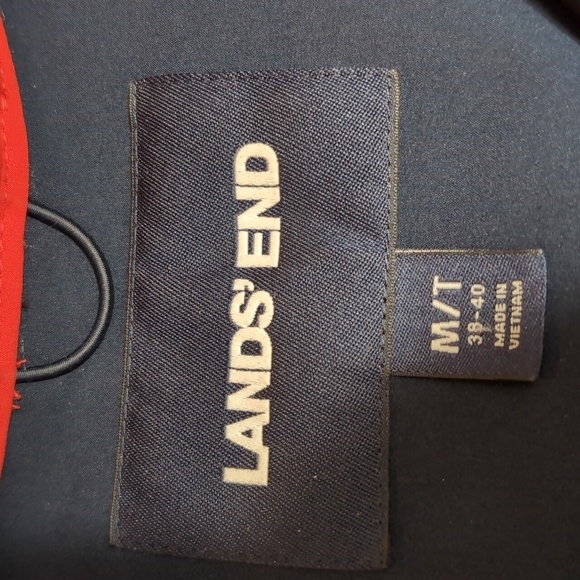 LANDS' END
M/T
38-40
MADE IN
VIETNAM